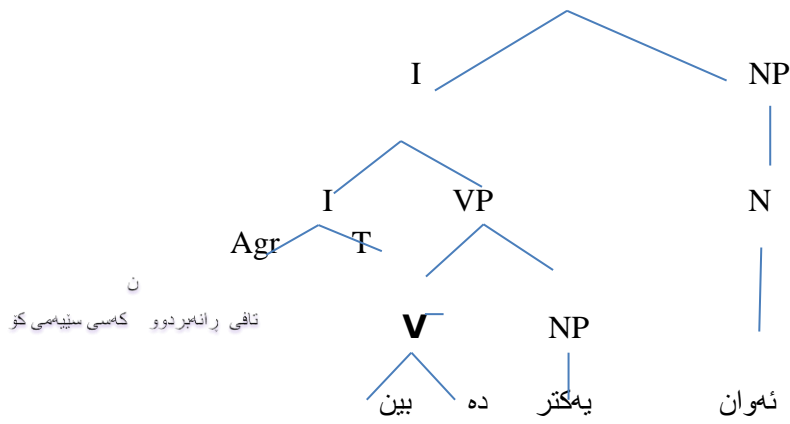 I NP
I VP N
Agr T
ن
تافی ڕانەبردوو کەسی سێیەمی کۆ
V NP
ئەوان یەکتر دە بین